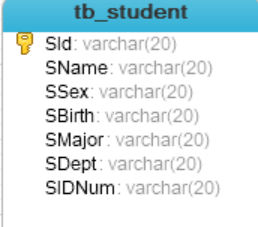 tb_student
SId: varchar(20)
SName: varchar(20)
SSex: varchar(20)
SBirth: varchar(20)
SMajor: varchar(20)
SDept: varchar(20)
SIDNum: varchar(20)